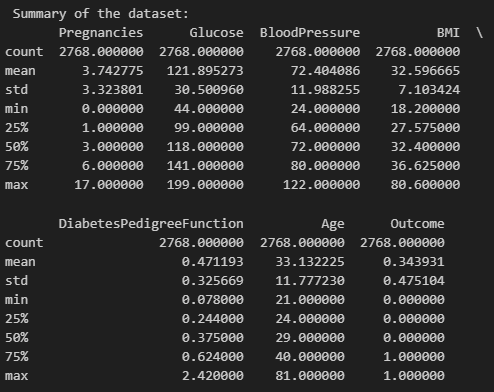 Summary of the dataset:
Pregnancies Glucose BloodPressure BMI \
count 2768.000000 2768.000000 2768.000000 2768.000000
mean 3.742775 121.895273 72.404086 32.596665
std 3.323801 30.500960 11.988255 7.103424
min 0.000000 44.000000 24.000000 18.200000
25% 1.000000 99.000000 64.000000 27.575000
50% 3.000000 118.000000 72.000000 32.400000
75% 6.000000 141.000000 80.000000 36.625000
max 17.000000 199.000000 122.000000 80.600000
DiabetesPedigreeFunction Age Outcome
count 2768.000000 2768.000000 2768.000000
mean 0.471193 33.132225 0.343931
std 0.325669 11.777230 0.475104
min 0.078000 21.000000 0.000000
25% 0.244000 24.000000 0.000000
50% 0.375000 29.000000 0.000000
75% 0.624000 40.000000 1.000000
max 2.420000 81.000000 1.000000